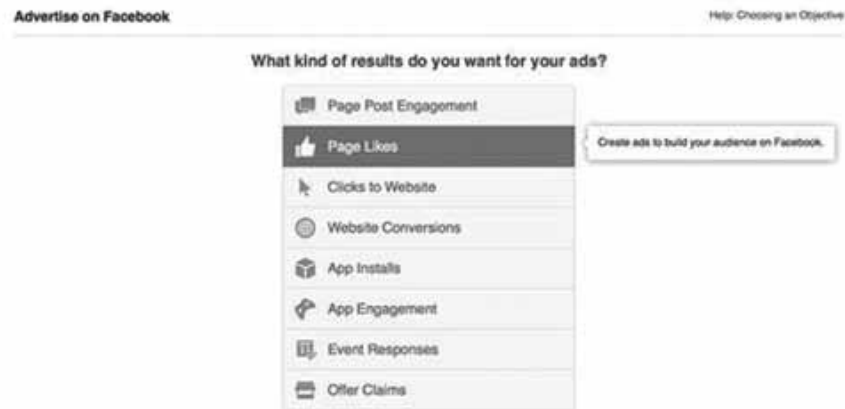 Advertise on Facebook
Help: Choosing an Objective
What kind of results do you want for your ads?
Page Post Engagement
Page Likes
Create ads to build your audience on Facebook.
Clicks to Website
Website Conversions
App Installs
App Engagement
Event Responses
Offer Claims